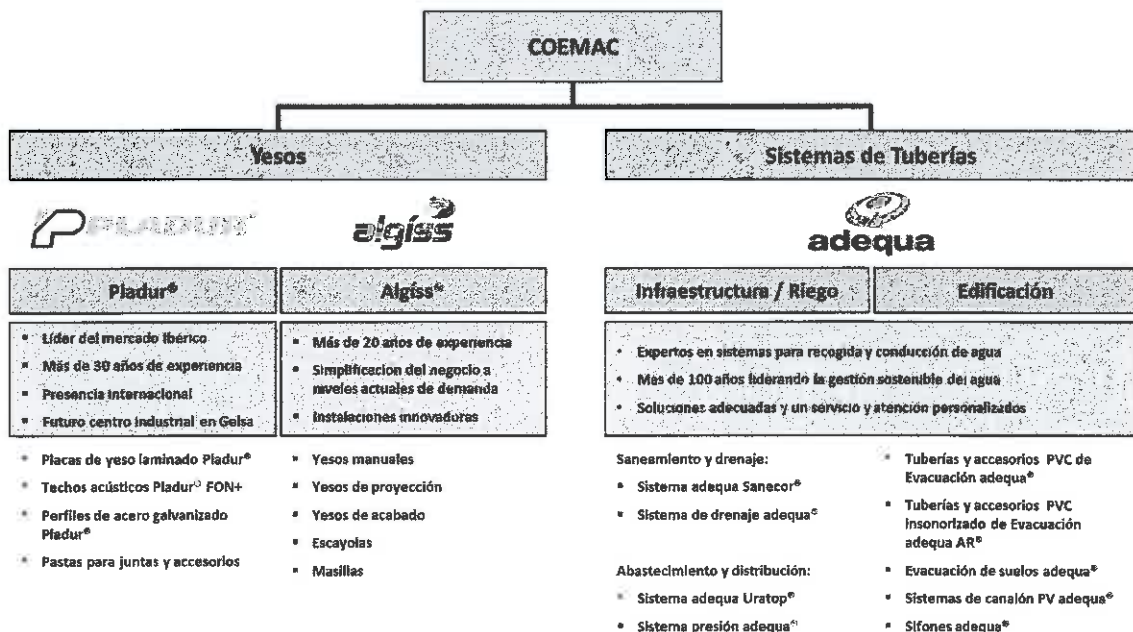 COEMAC
Yesos
Sistemas de Tuberías
PLADUR®
algíss
adequa
Pladur®
Algíss®
Infraestructura / Riego
Edificación
Líder del mercado Ibérico
Más de 30 años de experiencia
Presencia Internacional
Futuro centro Industrial en Gelsa
Más de 20 años de experiencia
Simplificacion del negocio a
niveles actuales de demanda
Instalaciones innovadoras
Expertos en sistemas para recogida y conducción de agua
Más de 100 años liderando la gestión sostenible del agua
Soluciones adecuadas y un servicio y atención personalizados
Placas de yeso laminado Pladur®
Techos acústicos Pladur® FON+
Perfiles de acero galvanizado
Pladur®
Pastas para juntas y accesorios
Yesos manuales
Yesos de proyección
Yesos de acabado
Escayolas
Masillas
Saneamiento y drenaje:
Sistema adequa Sanecor®
Sistema de drenaje adequa®
Abastecimiento y distribución:
Sistema adequa Uratop®
Sistema presión adequa®
Tuberías y accesorios PVC de
Evacuación adequa®
Tuberías y accesorios PVC
insonorizado de Evacuación
adequa AR®
Evacuación de suelos adequa®
Sistemas de canalón PV adequa®
Sifones adequa®